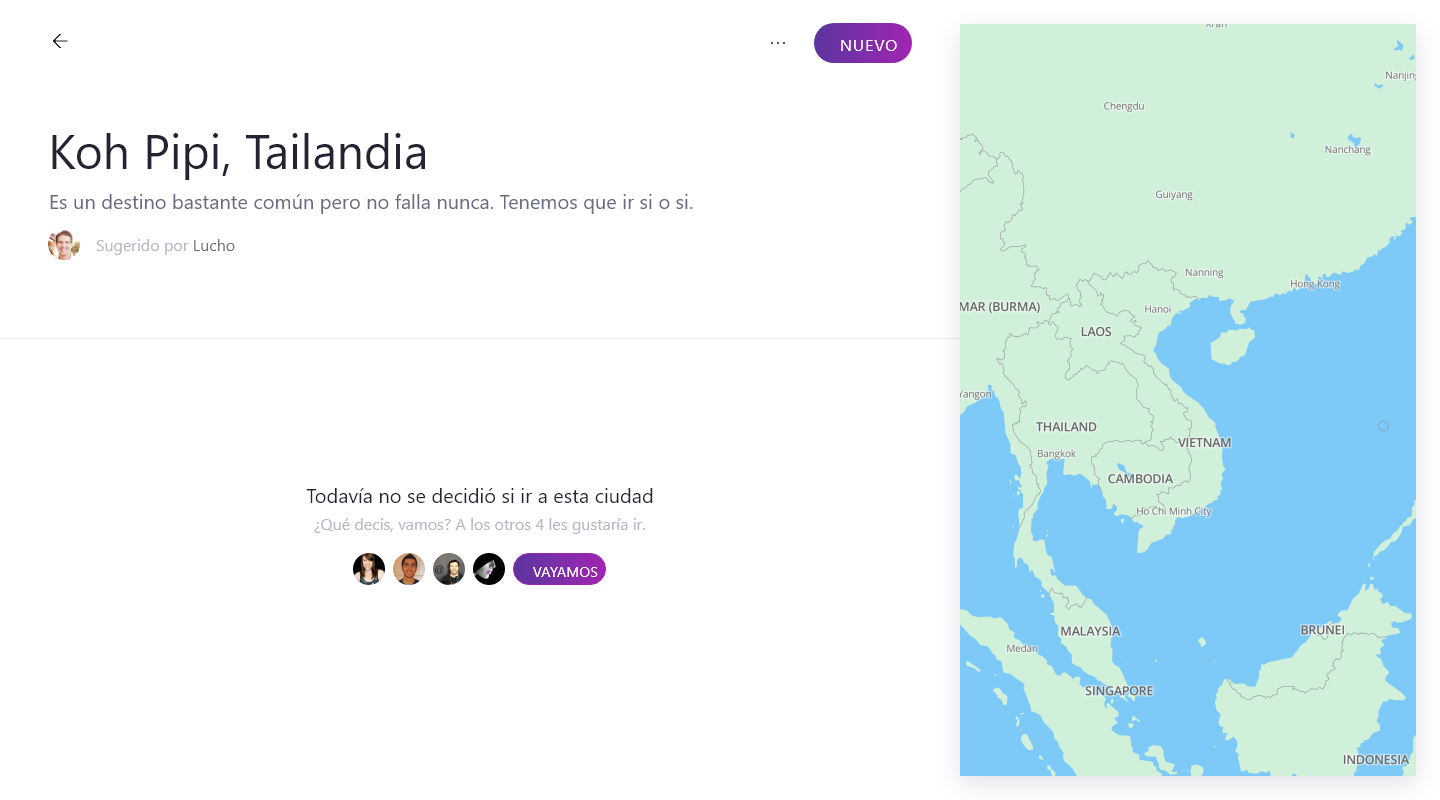 NUEVO
Koh Pipi, Tailandia
Es un destino bastante común pero no falla nunca. Tenemos que ir si o si.
Sugerido por Lucho
Todavía no se decidió si ir a esta ciudad
¿Qué decis, vamos? A los otros 4 les gustaría ir.
@
VAYAMOS
Chengdu
Nanchang
Guiyang
Nanning
Hong Kong
MAR (BURMA)
Hanoi
LAOS
Yangon
THAILAND
VIETNAM
Bangkok
CAMBODIA
Ho Chi Minh City
BRUNEI
MALAYSIA
Medan
SINGAPORE
INDONESIA